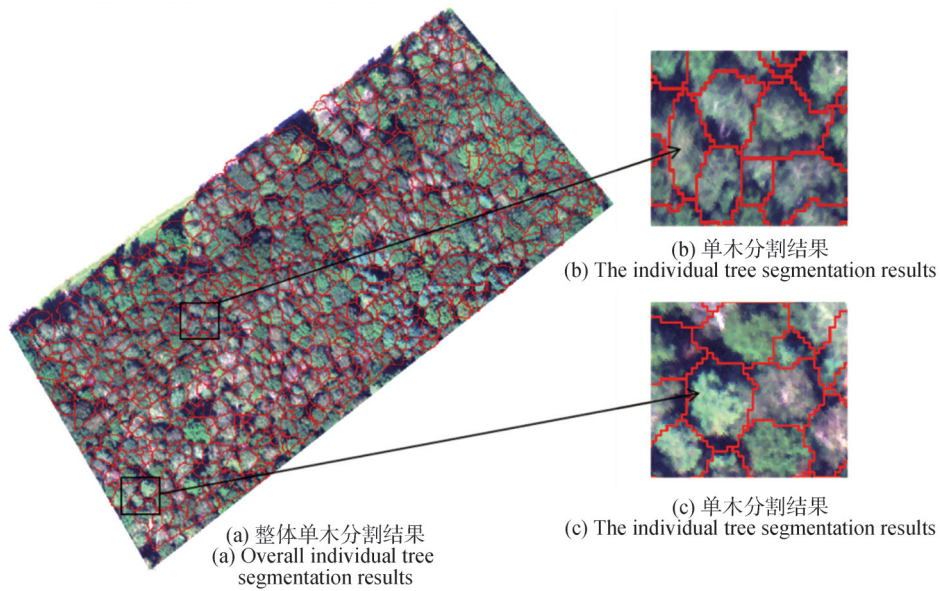 (b) 单木分割结果
(b) The individual tree segmentation results
(c) 单木分割结果
(c) The individual tree segmentation results
(a) 整体单木分割结果
(a) Overall individual tree
segmentation results